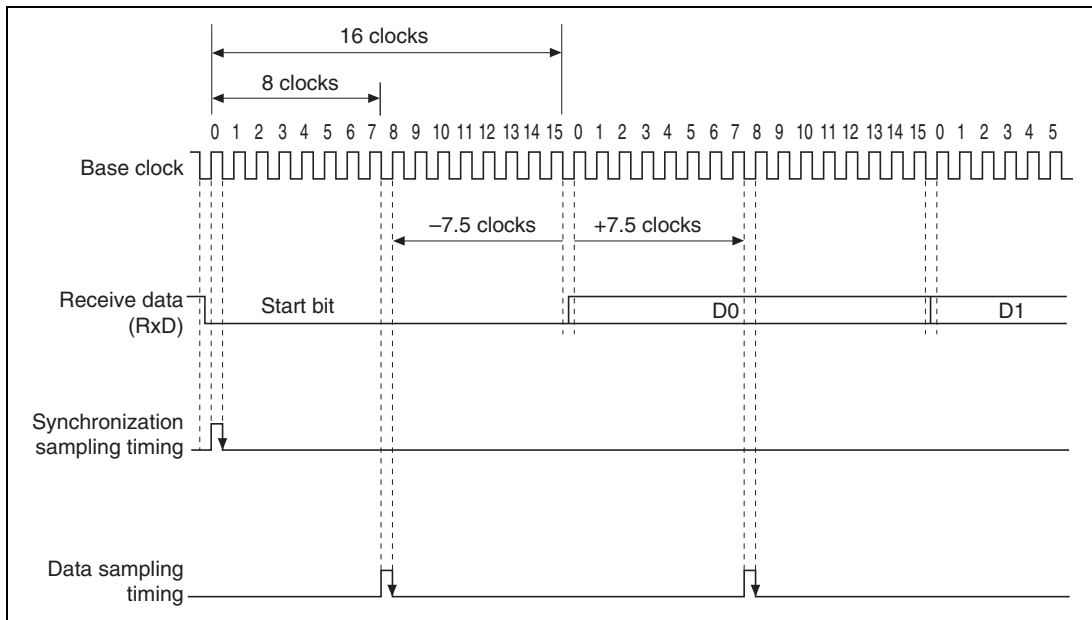 16 clocks
8 clocks
0 1 2 3 4 5 6 7 8 9 10 11 12 13 14 15 0 1 2 3 4 5 6 7 8 9 10 11 12 13 14 15 0 1 2 3 4 5
Base clock
–7.5 clocks +7.5 clocks
Receive data
(RxD)
Start bit D0 D1
Synchronization
sampling timing
Data sampling
timing